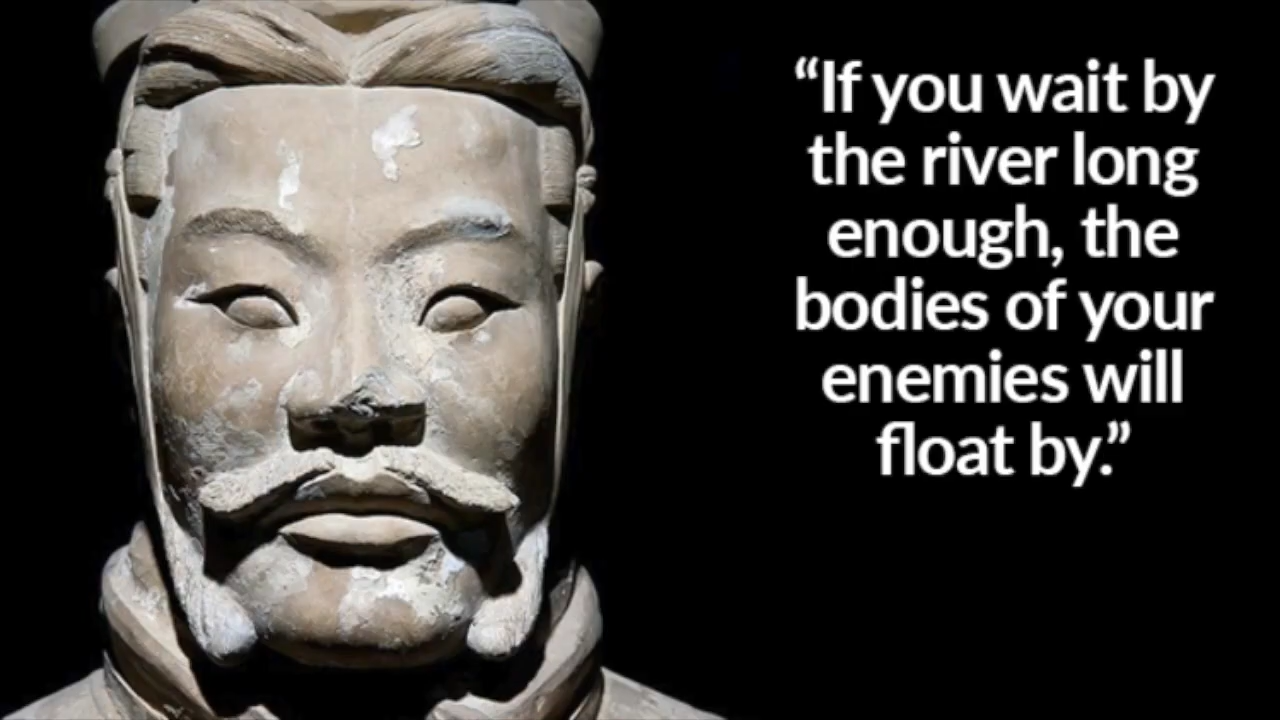 “If you wait by
the river long
enough, the
bodies of your
enemies will
float by.”